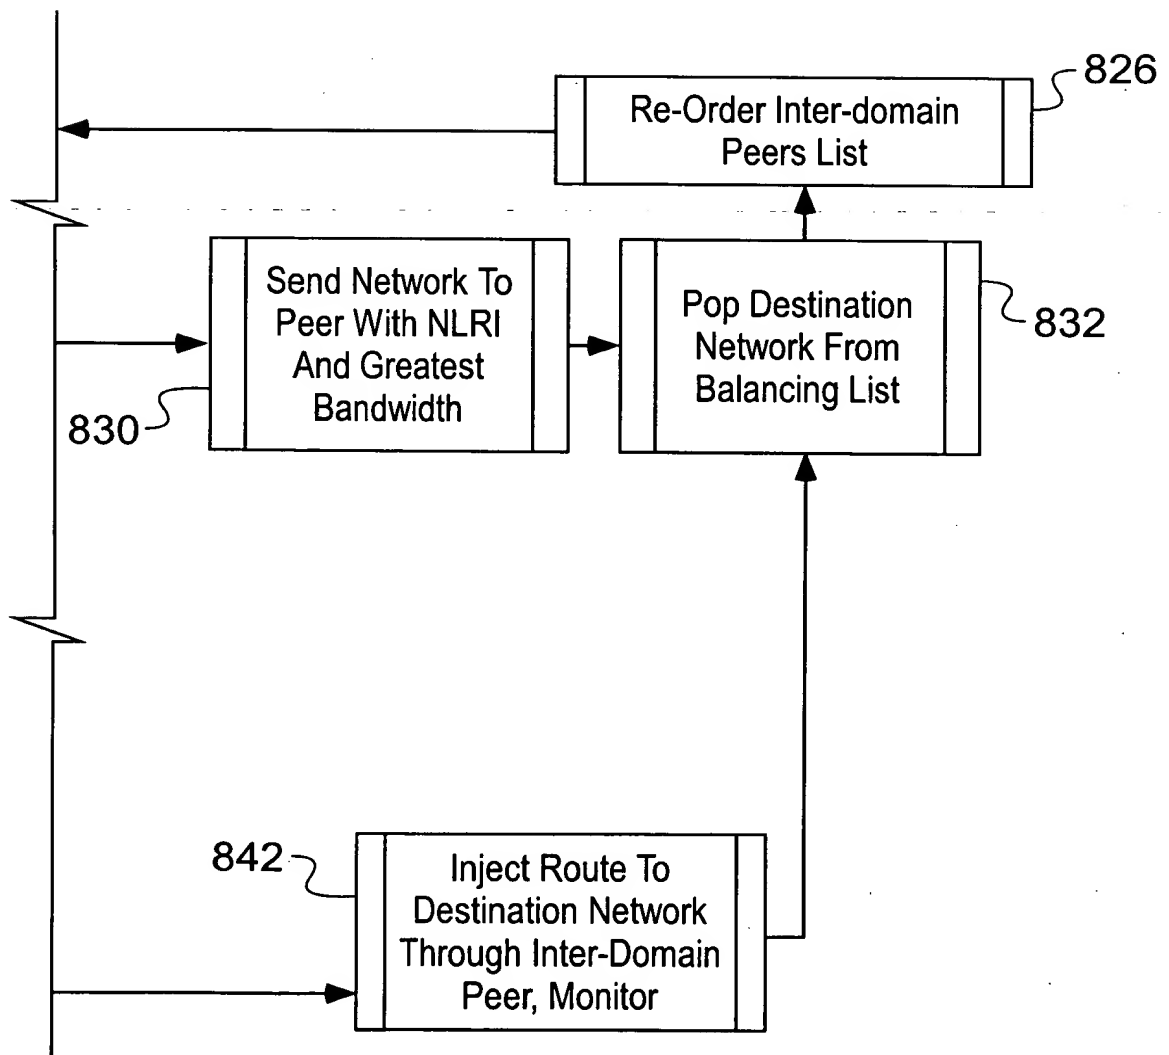 826
Re-Order Inter-domain
Peers List
Send Network To
Peer With NLRI
And Greatest
Bandwidth
830
Pop Destination
Network From
Balancing List
832
842
Inject Route To
Destination Network
Through Inter-Domain
Peer, Monitor